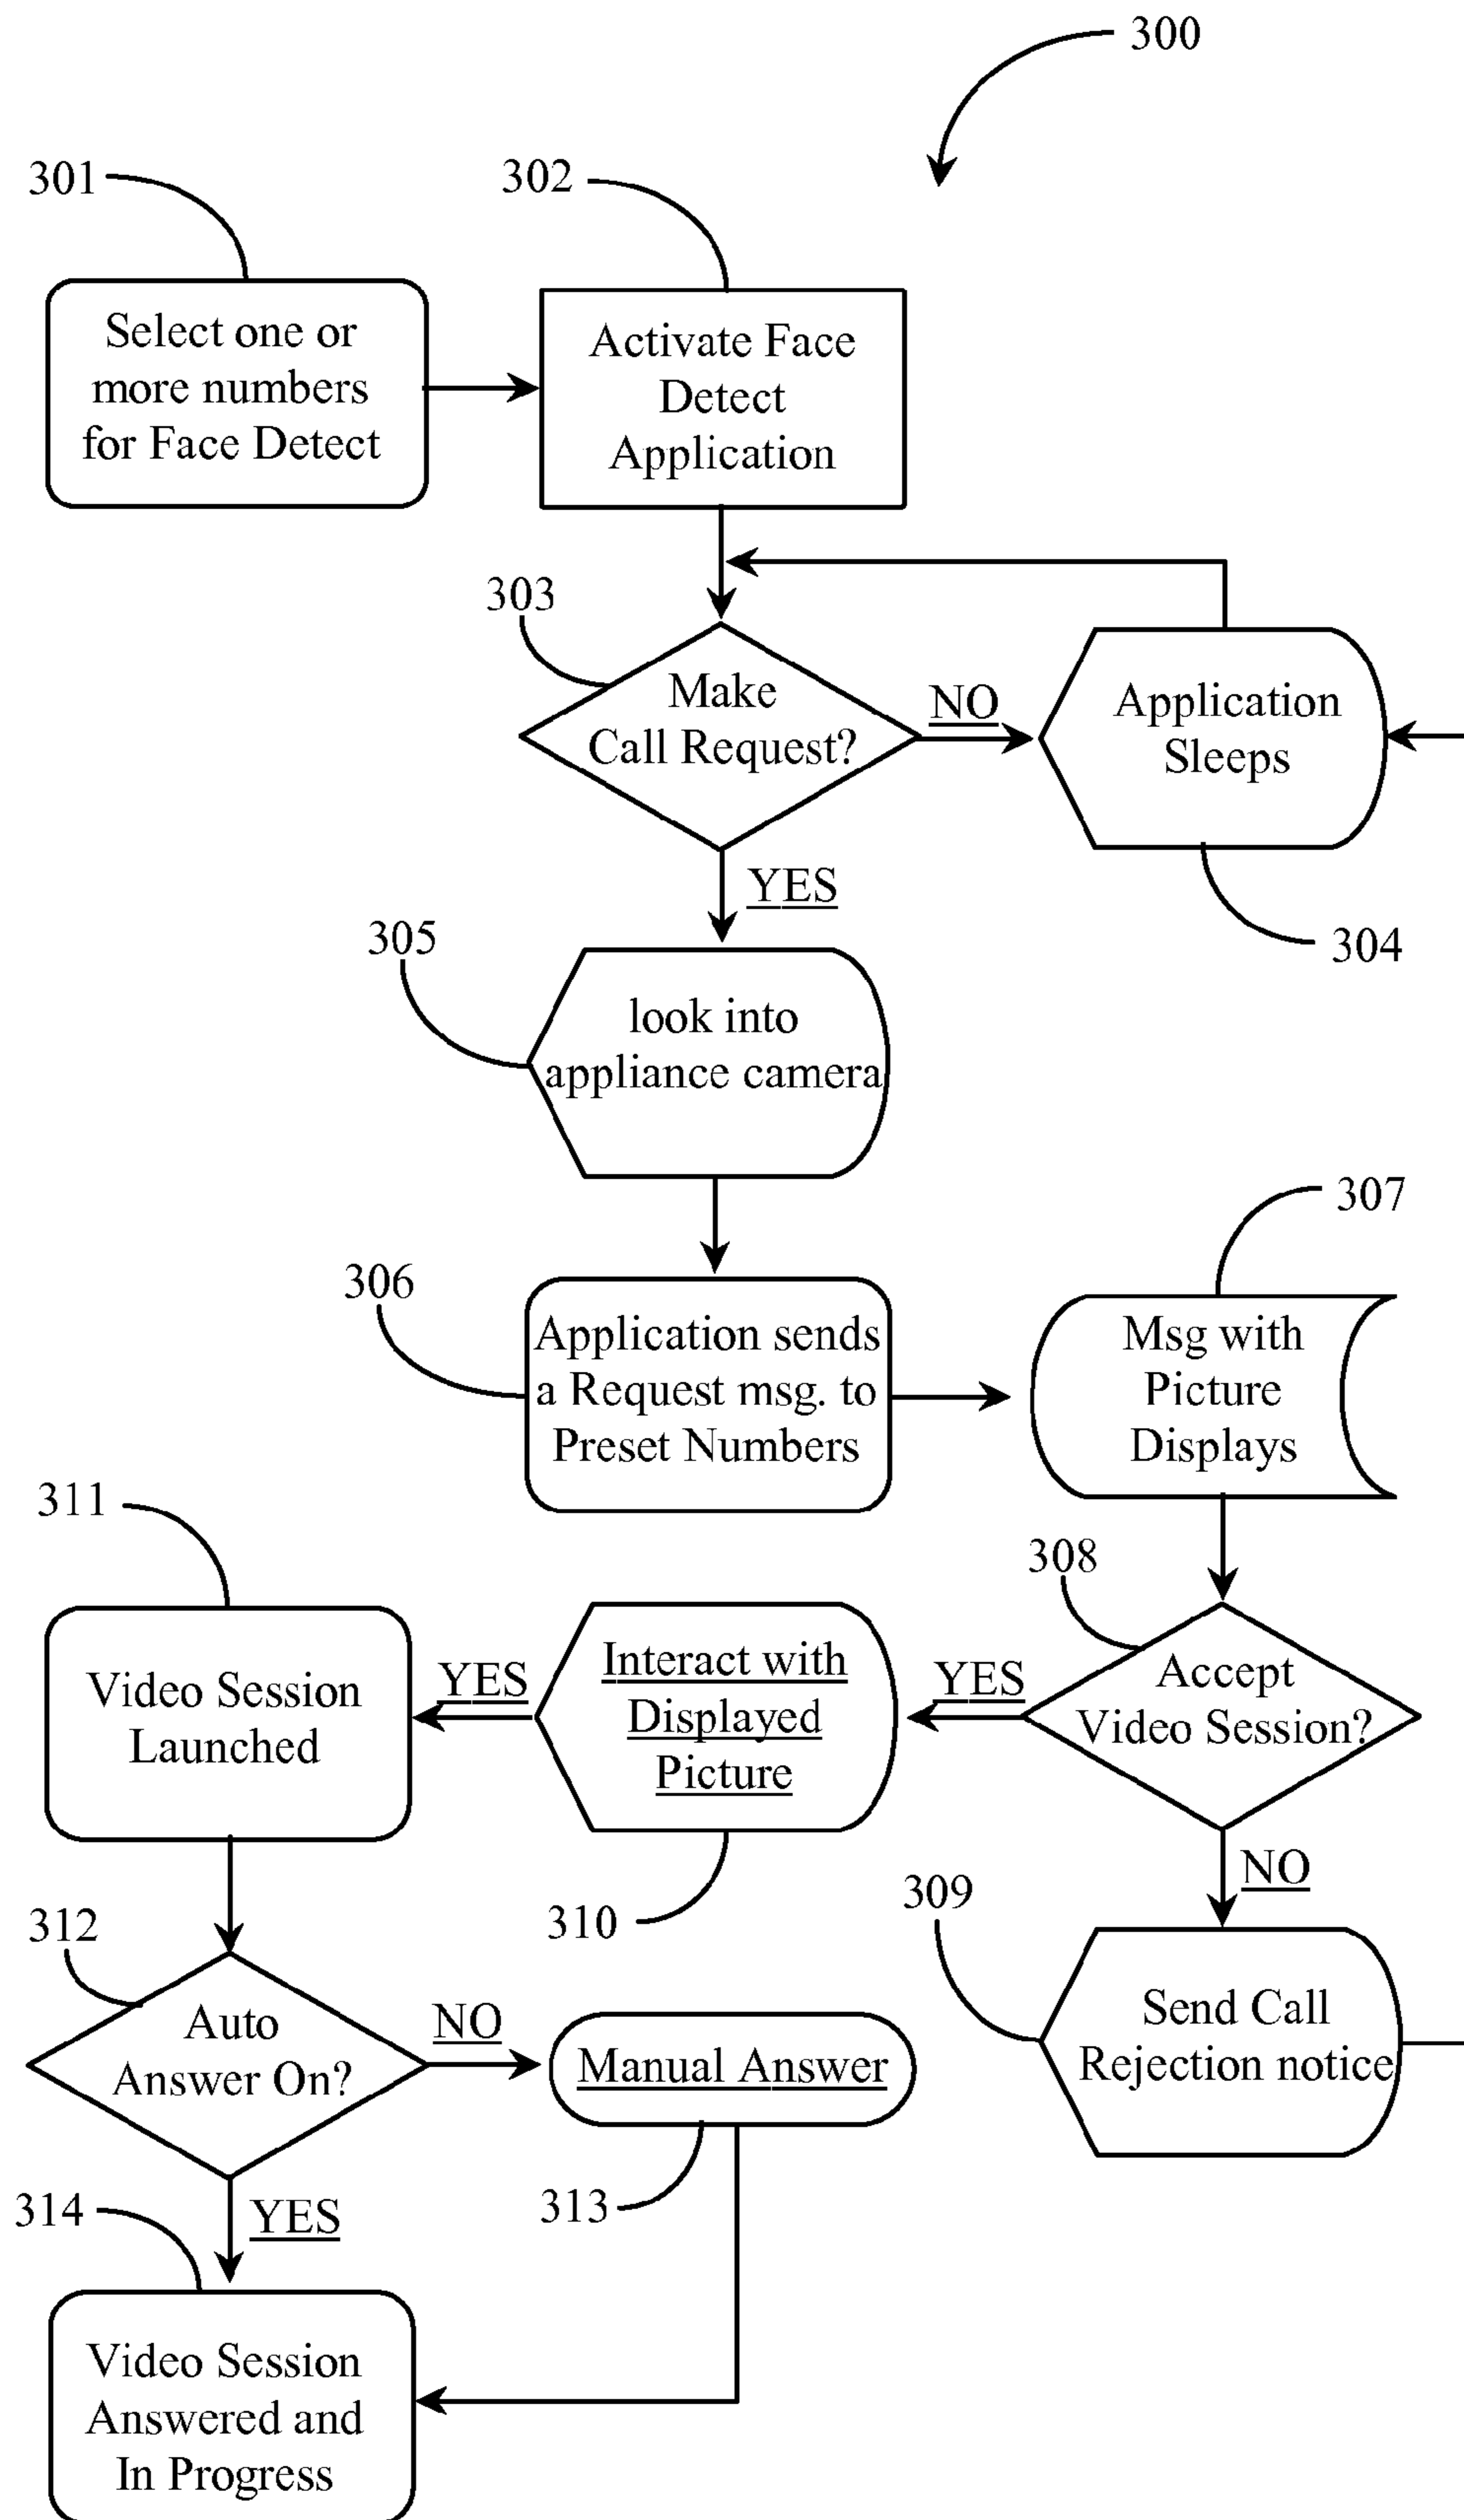 300
301
302
Select one or
more numbers
for Face Detect
Activate Face
Detect
Application
303
Make
Call Request?
NO
Application
Sleeps
YES
304
305
look into
appliance camera
307
306
Application sends
a Request msg. to
Preset Numbers
Msg with
Picture
Displays
311
308
Video Session
Launched
YES
Interact with
Displayed
Picture
YES
Accept
Video Session?
NO
309
310
312
Auto
Answer On?
NO
Manual Answer
Send Call
Rejection notice
313
314
YES
Video Session
Answered and
In Progress